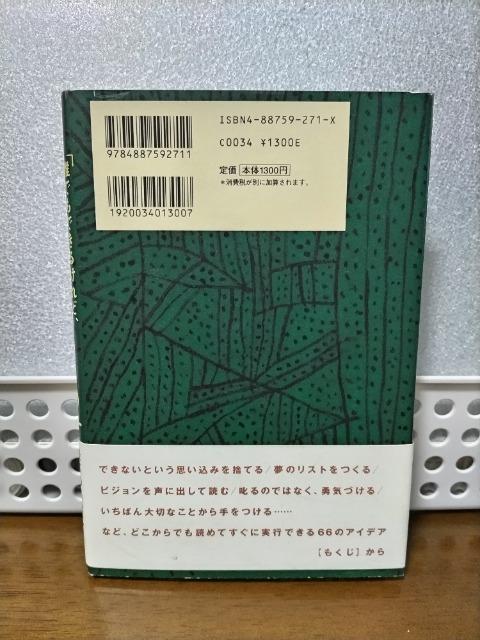 ISBN4-88759-271-X
C0034 ¥1300E
定価 本体1300円
*消費税が別に加算されます。
9784887592711
1920034013007
できないという思い込みを捨てる/夢のリストをつくる/
ビジョンを声に出して読む/叱るのではなく、勇気づける/
いちばん大切なことから手をつける……
など、どこからでも読めてすぐに実行できる66のアイデア
[もくじ]から